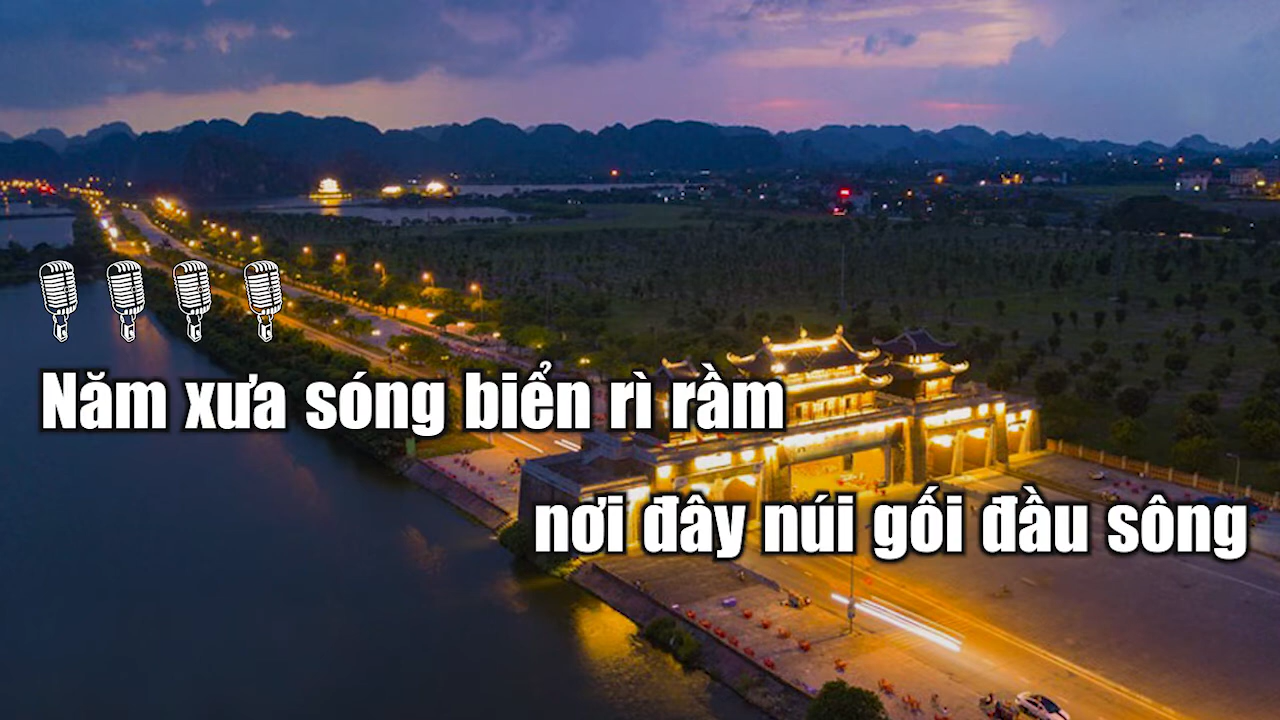 Năm xưa sóng biển rì rầm
nơi đây núi gối đầu sông